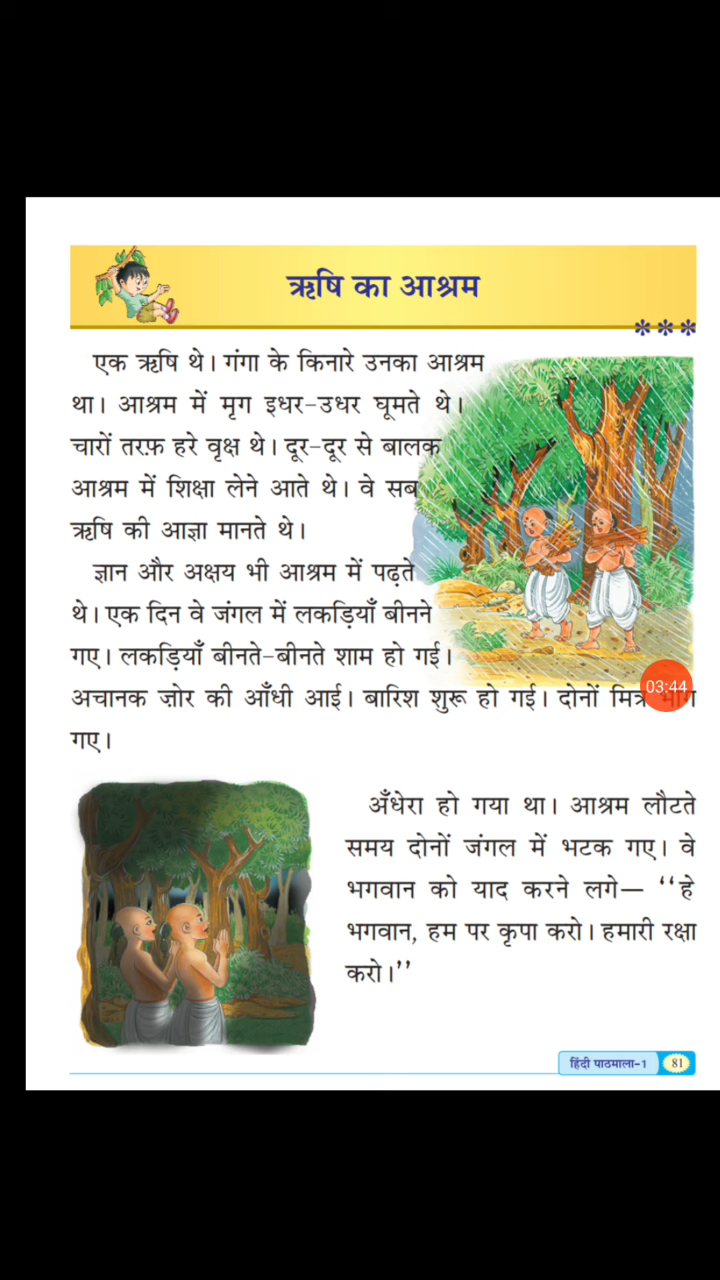 ऋषि का आश्रम
***
एक ऋषि थे। गंगा के किनारे उनका आश्रम
था। आश्रम में मृग इधर-उधर घूमते थे।
चारों तरफ़ हरे वृक्ष थे। दूर-दूर से बालक
आश्रम में शिक्षा लेने आते थे। वे सब
ऋषि की आज्ञा मानते थे।
ज्ञान और अक्षय भी आश्रम में पढ़ते
थे। एक दिन वे जंगल में लकड़ियाँ बीनने
गए। लकड़ियाँ बीनते-बीनते शाम हो गई।
अचानक ज़ोर की आँधी आई। बारिश शुरू हो गई। दोनों मित्र
03:44
गए।
अँधेरा हो गया था। आश्रम लौटते
समय दोनों जंगल में भटक गए। वे
भगवान को याद करने लगे— ‘‘हे
भगवान, हम पर कृपा करो। हमारी रक्षा
करो।’’
हिंदी पाठमाला-1 81